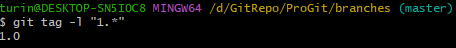 turin@DESKTOP-SN5IOC8 MINGW64 /d/GitRepo/ProGit/branches (master)
$ git tag -l "1.*"
1.0